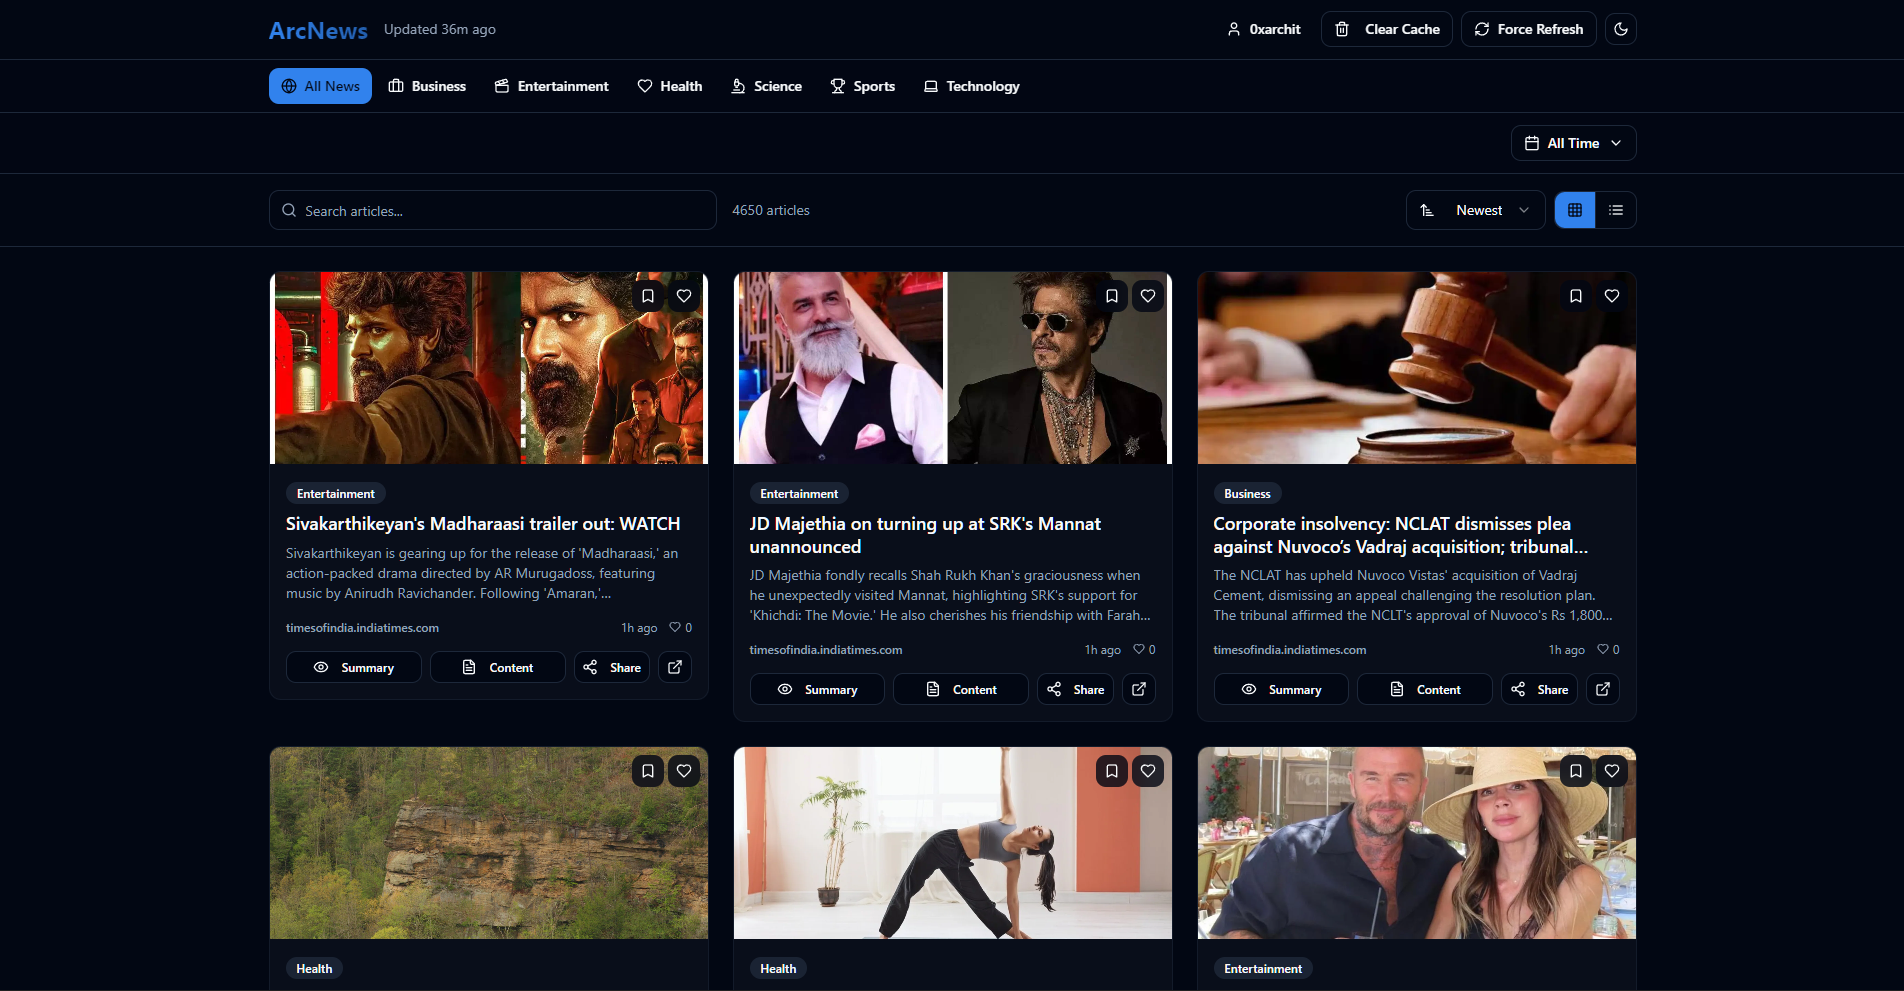 ArcNews
Updated 36m ago
0xarchit
Clear Cache
Force Refresh
All News
Business
Entertainment
Health
Science
Sports
Technology
All Time
Search articles...
4650 articles
Newest
Entertainment
Sivakarthikeyan's Madharaasi trailer out: WATCH
Sivakarthikeyan is gearing up for the release of 'Madharaasi,' an
action-packed drama directed by AR Murugadoss, featuring
music by Anirudh Ravichander. Following 'Amaran,'...
timesofindia.indiatimes.com
1h ago
0
Summary
Content
Share
Entertainment
JD Majethia on turning up at SRK's Mannat
unannounced
JD Majethia fondly recalls Shah Rukh Khan's graciousness when
he unexpectedly visited Mannat, highlighting SRK's support for
'Khichdi: The Movie.' He also cherishes his friendship with Farah...
timesofindia.indiatimes.com
1h ago
0
Summary
Content
Share
Business
Corporate insolvency: NCLAT dismisses plea
against Nuvoco’s Vadraj acquisition; tribunal...
The NCLAT has upheld Nuvoco Vistas' acquisition of Vadraj
Cement, dismissing an appeal challenging the resolution plan.
The tribunal affirmed the NCLT's approval of Nuvoco's Rs 1,800...
timesofindia.indiatimes.com
1h ago
0
Summary
Content
Share
Health
Health
Entertainment